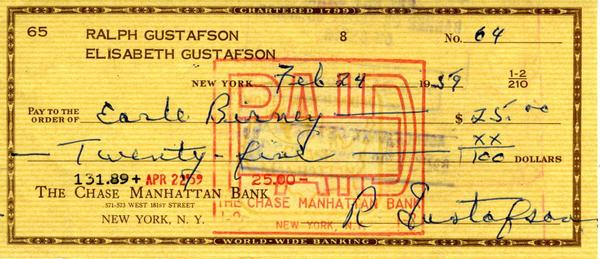 CHARTERED 1799
65 RALPH GUSTAFSON 8 No. 64
ELISABETH GUSTAFSON
NEW YORK Feb 24 1959 1-2
210
PAID
PAY TO THE
ORDER OF Earle Birney $ 25.00
Twenty-five xx/100 DOLLARS
131.89+ APR 22'59 25.00-
THE CHASE MANHATTAN BANK
571-573 WEST 181ST STREET
NEW YORK, N. Y.
THE CHASE MANHATTAN BANK
NEW YORK, N.Y.
R Gustafson
WORLD-WIDE BANKING